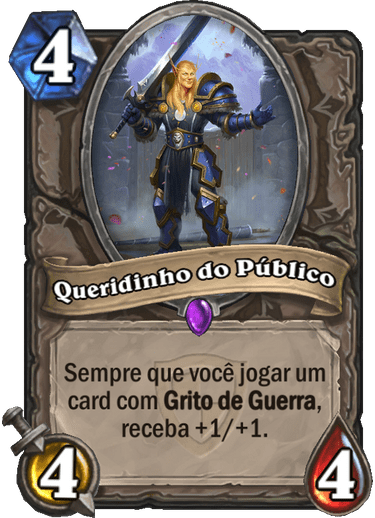 4
Queridinho do Público
Sempre que você jogar um
card com Grito de Guerra,
receba +1/+1.
4
4